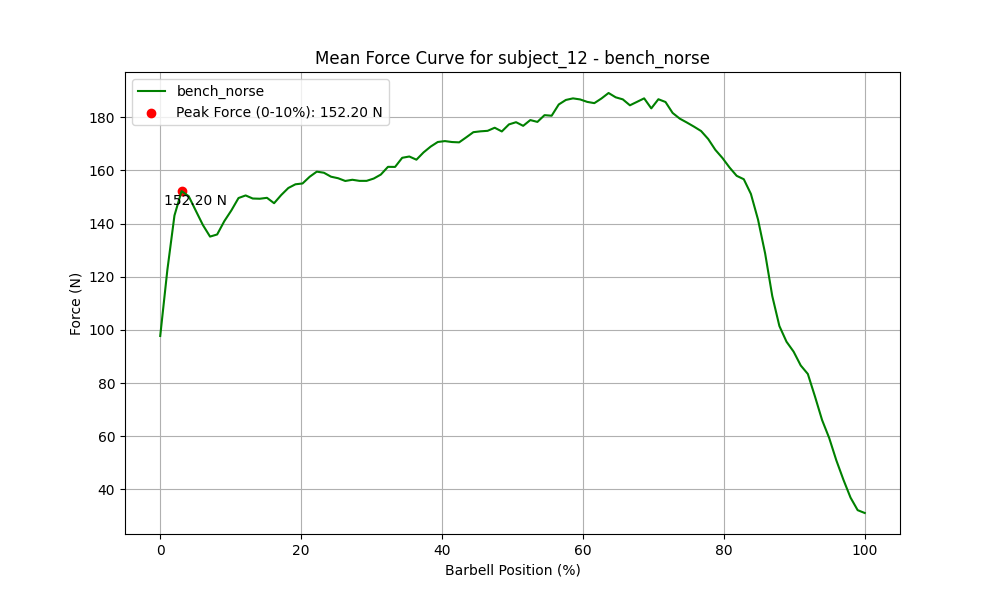 Mean Force Curve for subject_12 - bench_norse
bench_norse
Peak Force (0-10%): 152.20 N
152.20 N
Force (N)
180
160
140
120
100
80
60
40
0 20 40 60 80 100
Barbell Position (%)